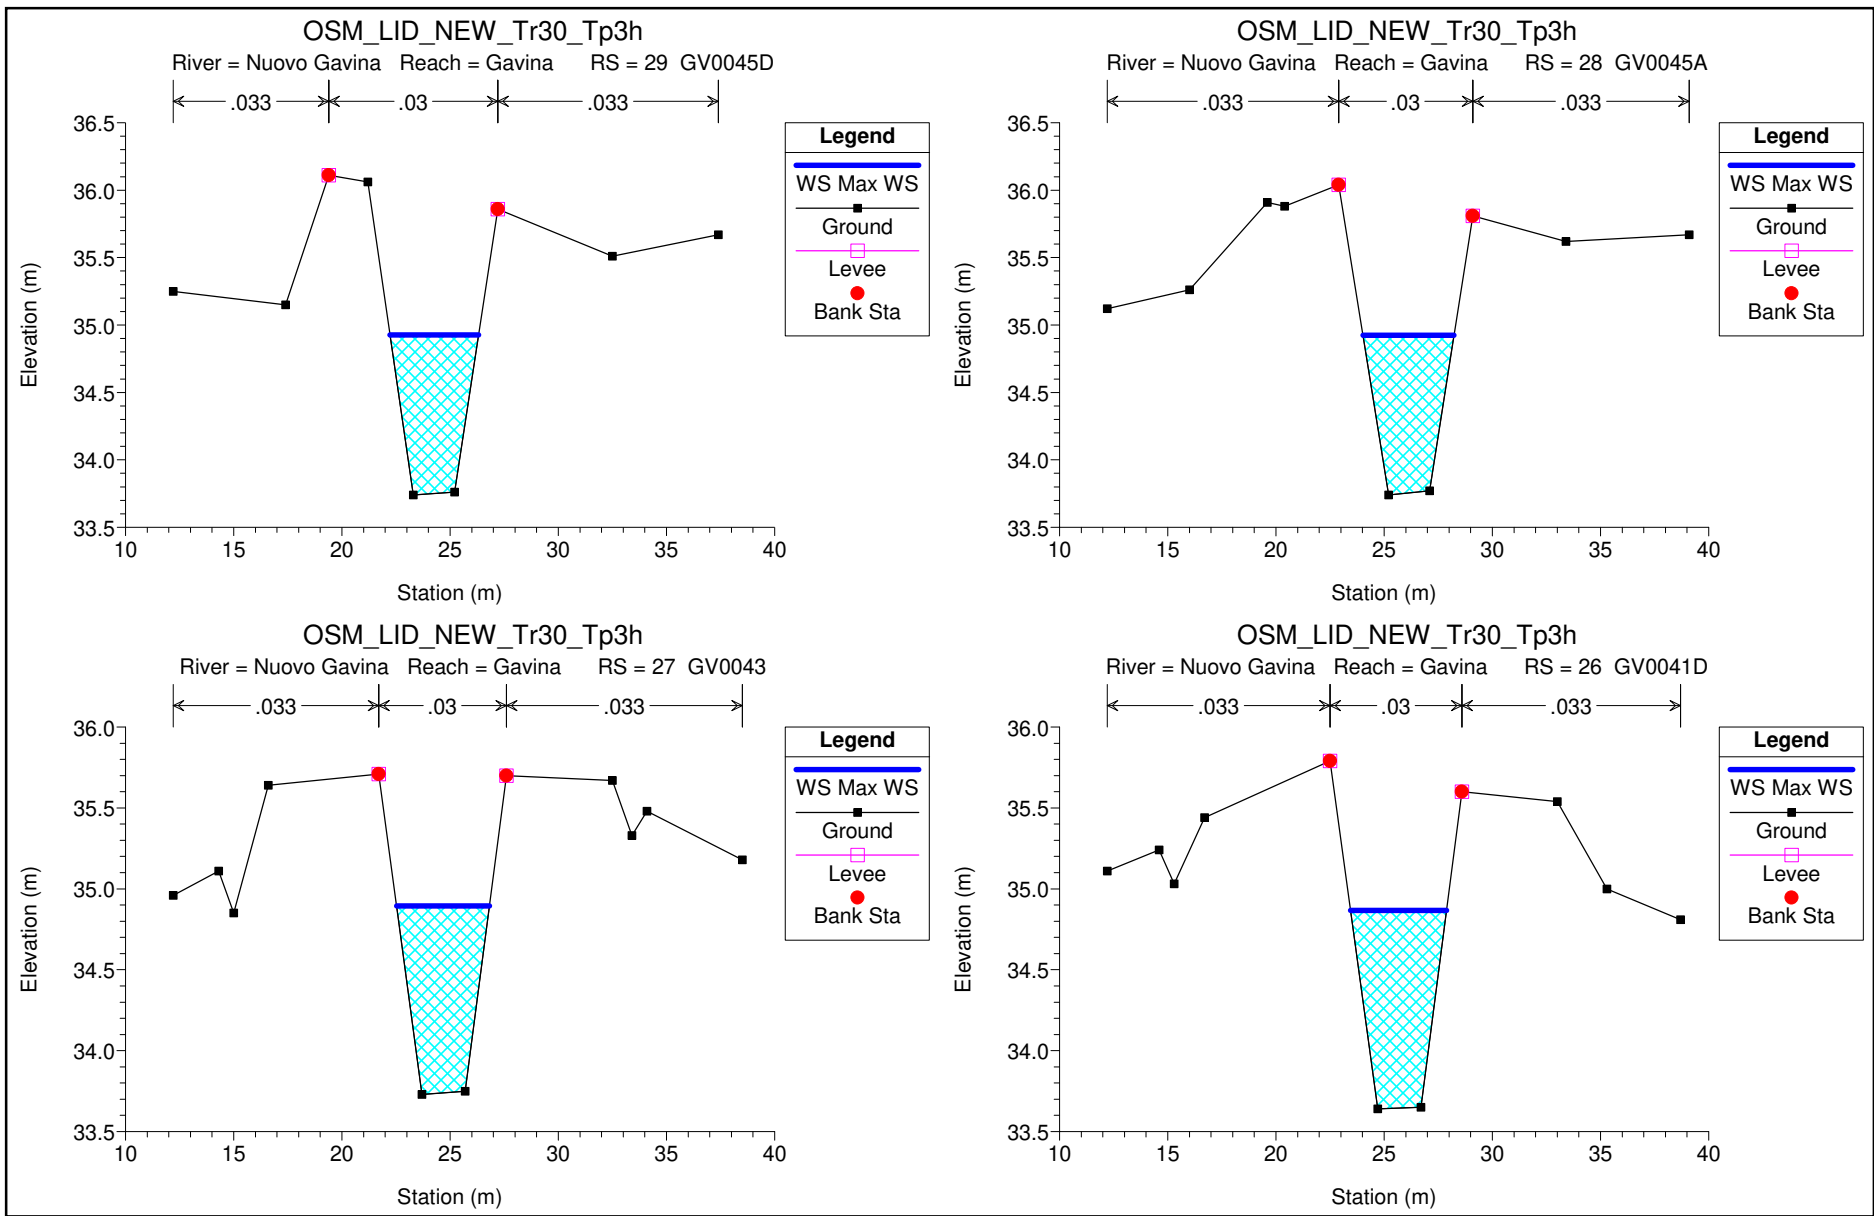 OSM_LID_NEW_Tr30_Tp3h
River = Nuovo Gavina Reach = Gavina RS = 29 GV0045D
.033 .03 .033
36.5
36.0
35.5
35.0
34.5
34.0
33.5
10 15 20 25 30 35 40
Station (m)
Elevation (m)
Legend
WS Max WS
Ground
Levee
Bank Sta
OSM_LID_NEW_Tr30_Tp3h
River = Nuovo Gavina Reach = Gavina RS = 28 GV0045A
.033 .03 .033
36.5
36.0
35.5
35.0
34.5
34.0
33.5
10 15 20 25 30 35 40
Station (m)
Elevation (m)
Legend
WS Max WS
Ground
Levee
Bank Sta
OSM_LID_NEW_Tr30_Tp3h
River = Nuovo Gavina Reach = Gavina RS = 27 GV0043
.033 .03 .033
36.0
35.5
35.0
34.5
34.0
33.5
10 15 20 25 30 35 40
Station (m)
Elevation (m)
Legend
WS Max WS
Ground
Levee
Bank Sta
OSM_LID_NEW_Tr30_Tp3h
River = Nuovo Gavina Reach = Gavina RS = 26 GV0041D
.033 .03 .033
36.0
35.5
35.0
34.5
34.0
33.5
10 15 20 25 30 35 40
Station (m)
Elevation (m)
Legend
WS Max WS
Ground
Levee
Bank Sta